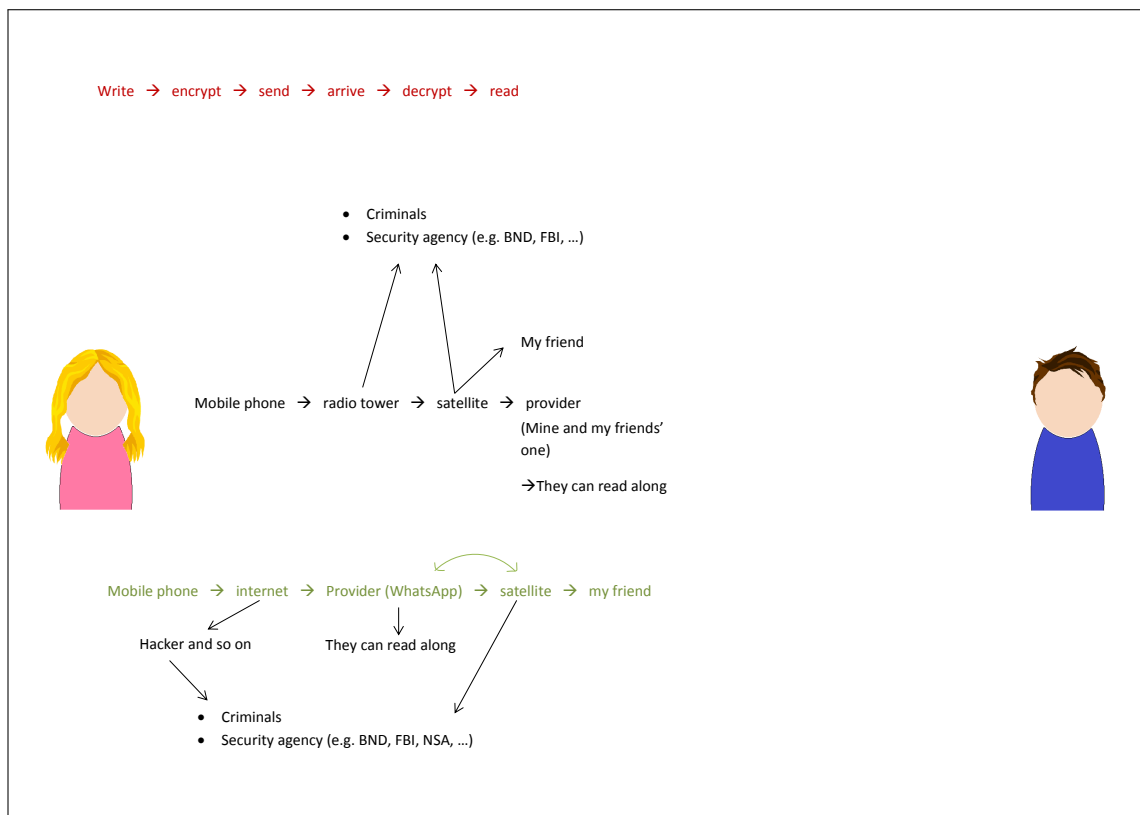 Write → encrypt → send → arrive → decrypt → read
• Criminals
• Security agency (e.g. BND, FBI, …)
My friend
Mobile phone → radio tower → satellite → provider
(Mine and my friends’
one)
→They can read along
Mobile phone → internet → Provider (WhatsApp) → satellite → my friend
Hacker and so on They can read along
• Criminals
• Security agency (e.g. BND, FBI, NSA, …)